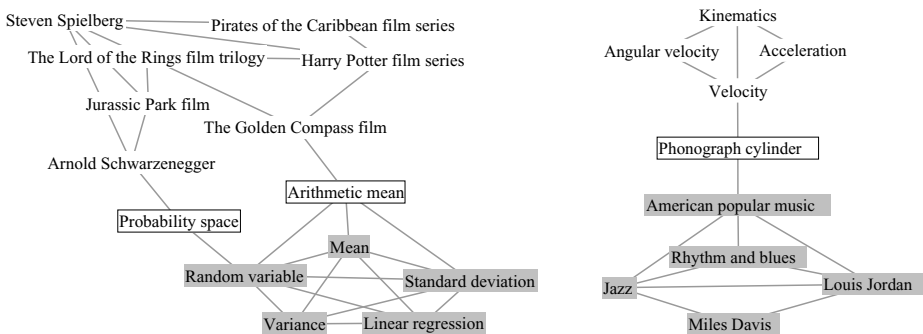 Steven Spielberg
Pirates of the Caribbean film series
The Lord of the Rings film trilogy
Harry Potter film series
Jurassic Park film
The Golden Compass film
Arnold Schwarzenegger
Arithmetic mean
Probability space
Mean
Random variable
Standard deviation
Variance
Linear regression
Kinematics
Angular velocity
Acceleration
Velocity
Phonograph cylinder
American popular music
Rhythm and blues
Jazz
Louis Jordan
Miles Davis